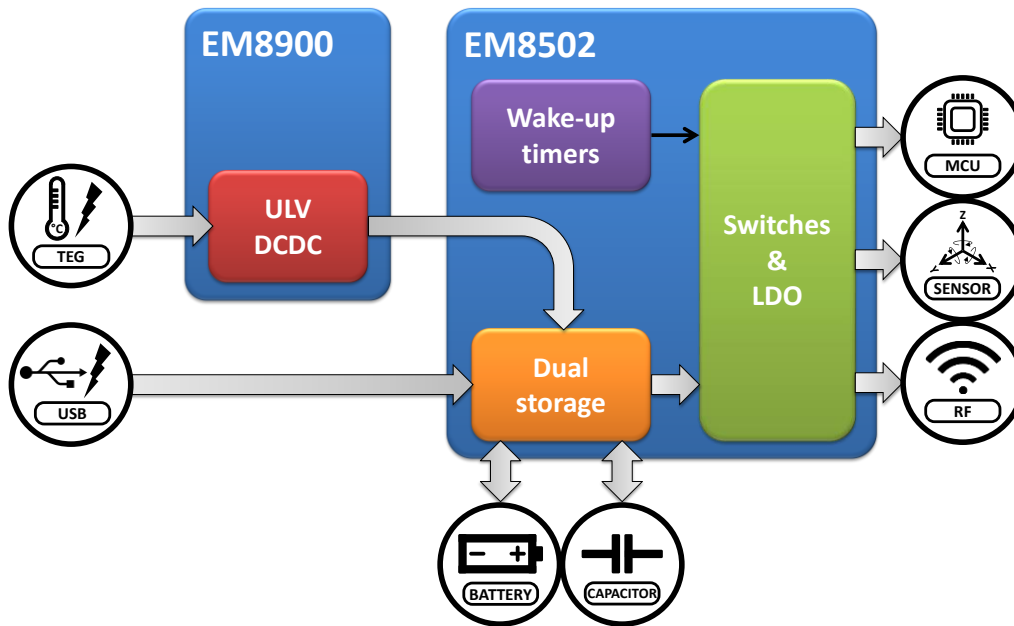 EM8900
EM8502
Wake-up
timers
MCU
°C
TEG
ULV
DCDC
Switches
&
LDO
Z
Y
X
SENSOR
USB
Dual
storage
RF
BATTERY
CAPACITOR